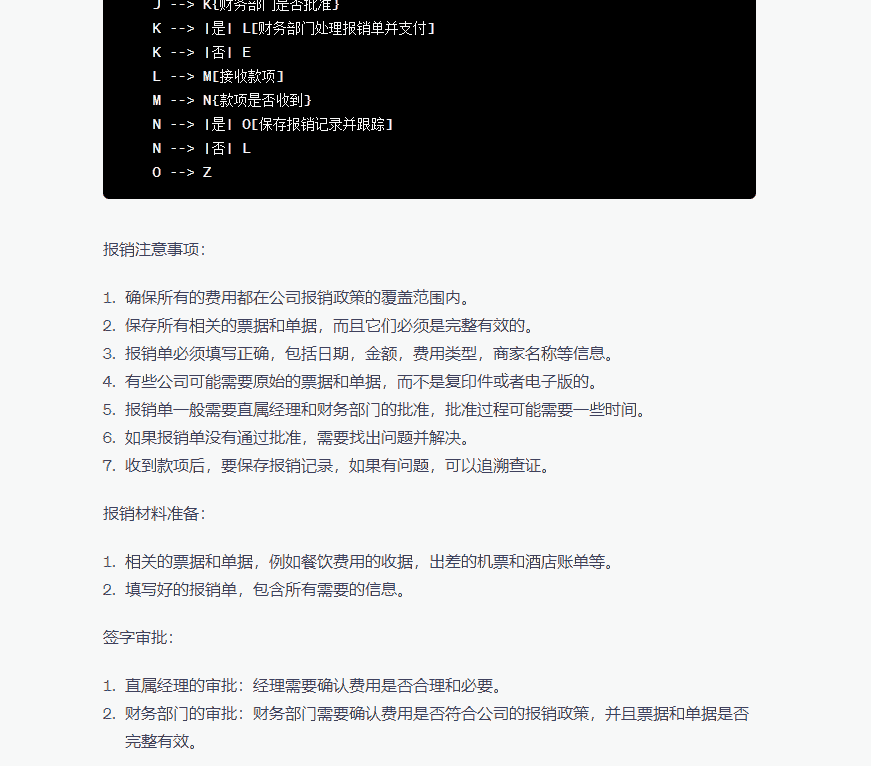 J --> K{财务部门是否批准}
K --> |是| L[财务部门处理报销单并支付]
K --> |否| E
L --> M[接收款项]
M --> N{款项是否收到}
N --> |是| O[保存报销记录并跟踪]
N --> |否| L
O --> Z
报销注意事项：
1. 确保所有的费用都在公司报销政策的覆盖范围内。
2. 保存所有相关的票据和单据，而且它们必须是完整有效的。
3. 报销单必须填写正确，包括日期，金额，费用类型，商家名称等信息。
4. 有些公司可能需要原始的票据和单据，而不是复印件或者电子版的。
5. 报销单一般需要直属经理和财务部门的批准，批准过程可能需要一些时间。
6. 如果报销单没有通过批准，需要找出问题并解决。
7. 收到款项后，要保存报销记录，如果有问题，可以追溯查证。
报销材料准备：
1. 相关的票据和单据，例如餐饮费用的收据，出差的机票和酒店账单等。
2. 填写好的报销单，包含所有需要的信息。
签字审批：
1. 直属经理的审批：经理需要确认费用是否合理和必要。
2. 财务部门的审批：财务部门需要确认费用是否符合公司的报销政策，并且票据和单据是否
完整有效。